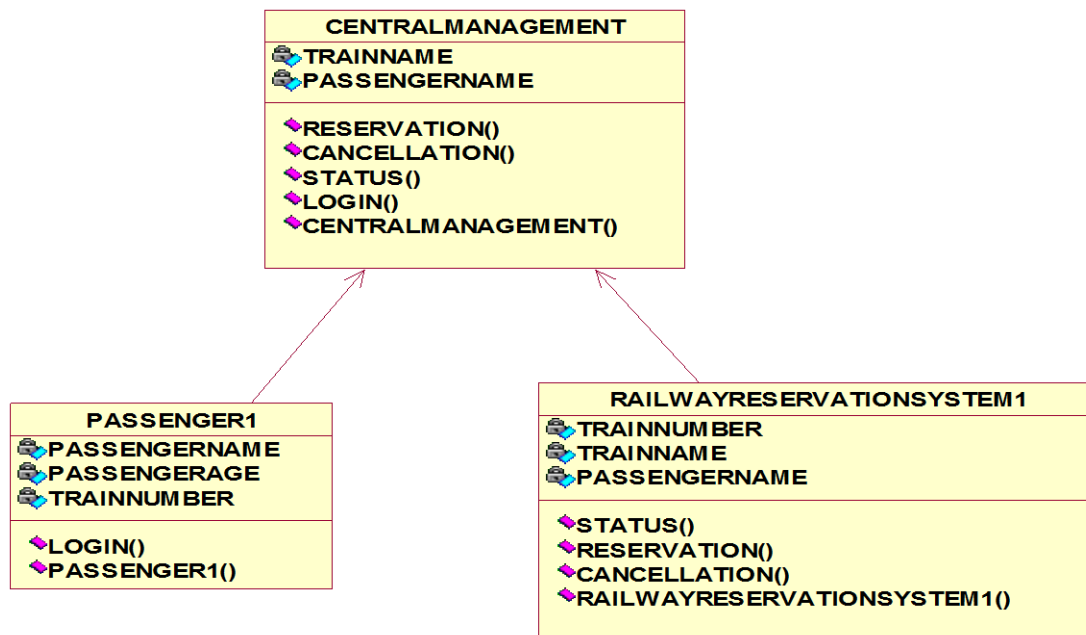 CENTRALMANAGEMENT
TRAINNAME
PASSENGERNAME
RESERVATION()
CANCELLATION()
STATUS()
LOGIN()
CENTRALMANAGEMENT()
PASSENGER1
PASSENGERNAME
PASSENGERAGE
TRAINNUMBER
LOGIN()
PASSENGER1()
RAILWAYRESERVATIONSYSTEM1
TRAINNUMBER
TRAINNAME
PASSENGERNAME
STATUS()
RESERVATION()
CANCELLATION()
RAILWAYRESERVATIONSYSTEM1()